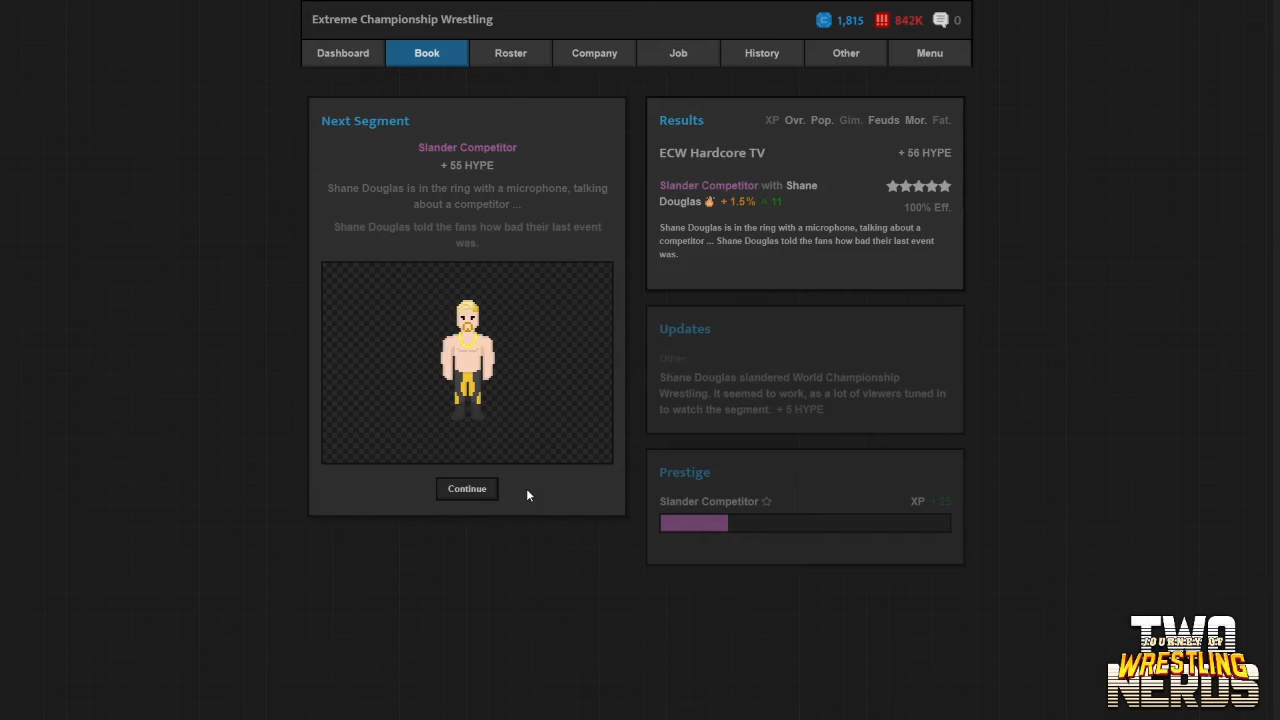 Extreme Championship Wrestling
1,815 842K 0
Dashboard Book Roster Company Job History Other Menu
Next Segment
Slander Competitor
+ 55 HYPE
Shane Douglas is in the ring with a microphone, talking
about a competitor ...
Shane Douglas told the fans how bad their last event
was.
Continue
Results XP Ovr. Pop. Gim. Feuds Mor. Fat.
ECW Hardcore TV + 56 HYPE
Slander Competitor with Shane
Douglas + 1.5% 11
100% Eff.
Shane Douglas is in the ring with a microphone, talking about a
competitor ... Shane Douglas told the fans how bad their last event
was.
Updates
Other
Shane Douglas slandered World Championship
Wrestling. It seemed to work, as a lot of viewers tuned in
to watch the segment. + 5 HYPE
Prestige
Slander Competitor XP + 25
TWO
JOURNEY OF
WRESTLING
NERDS